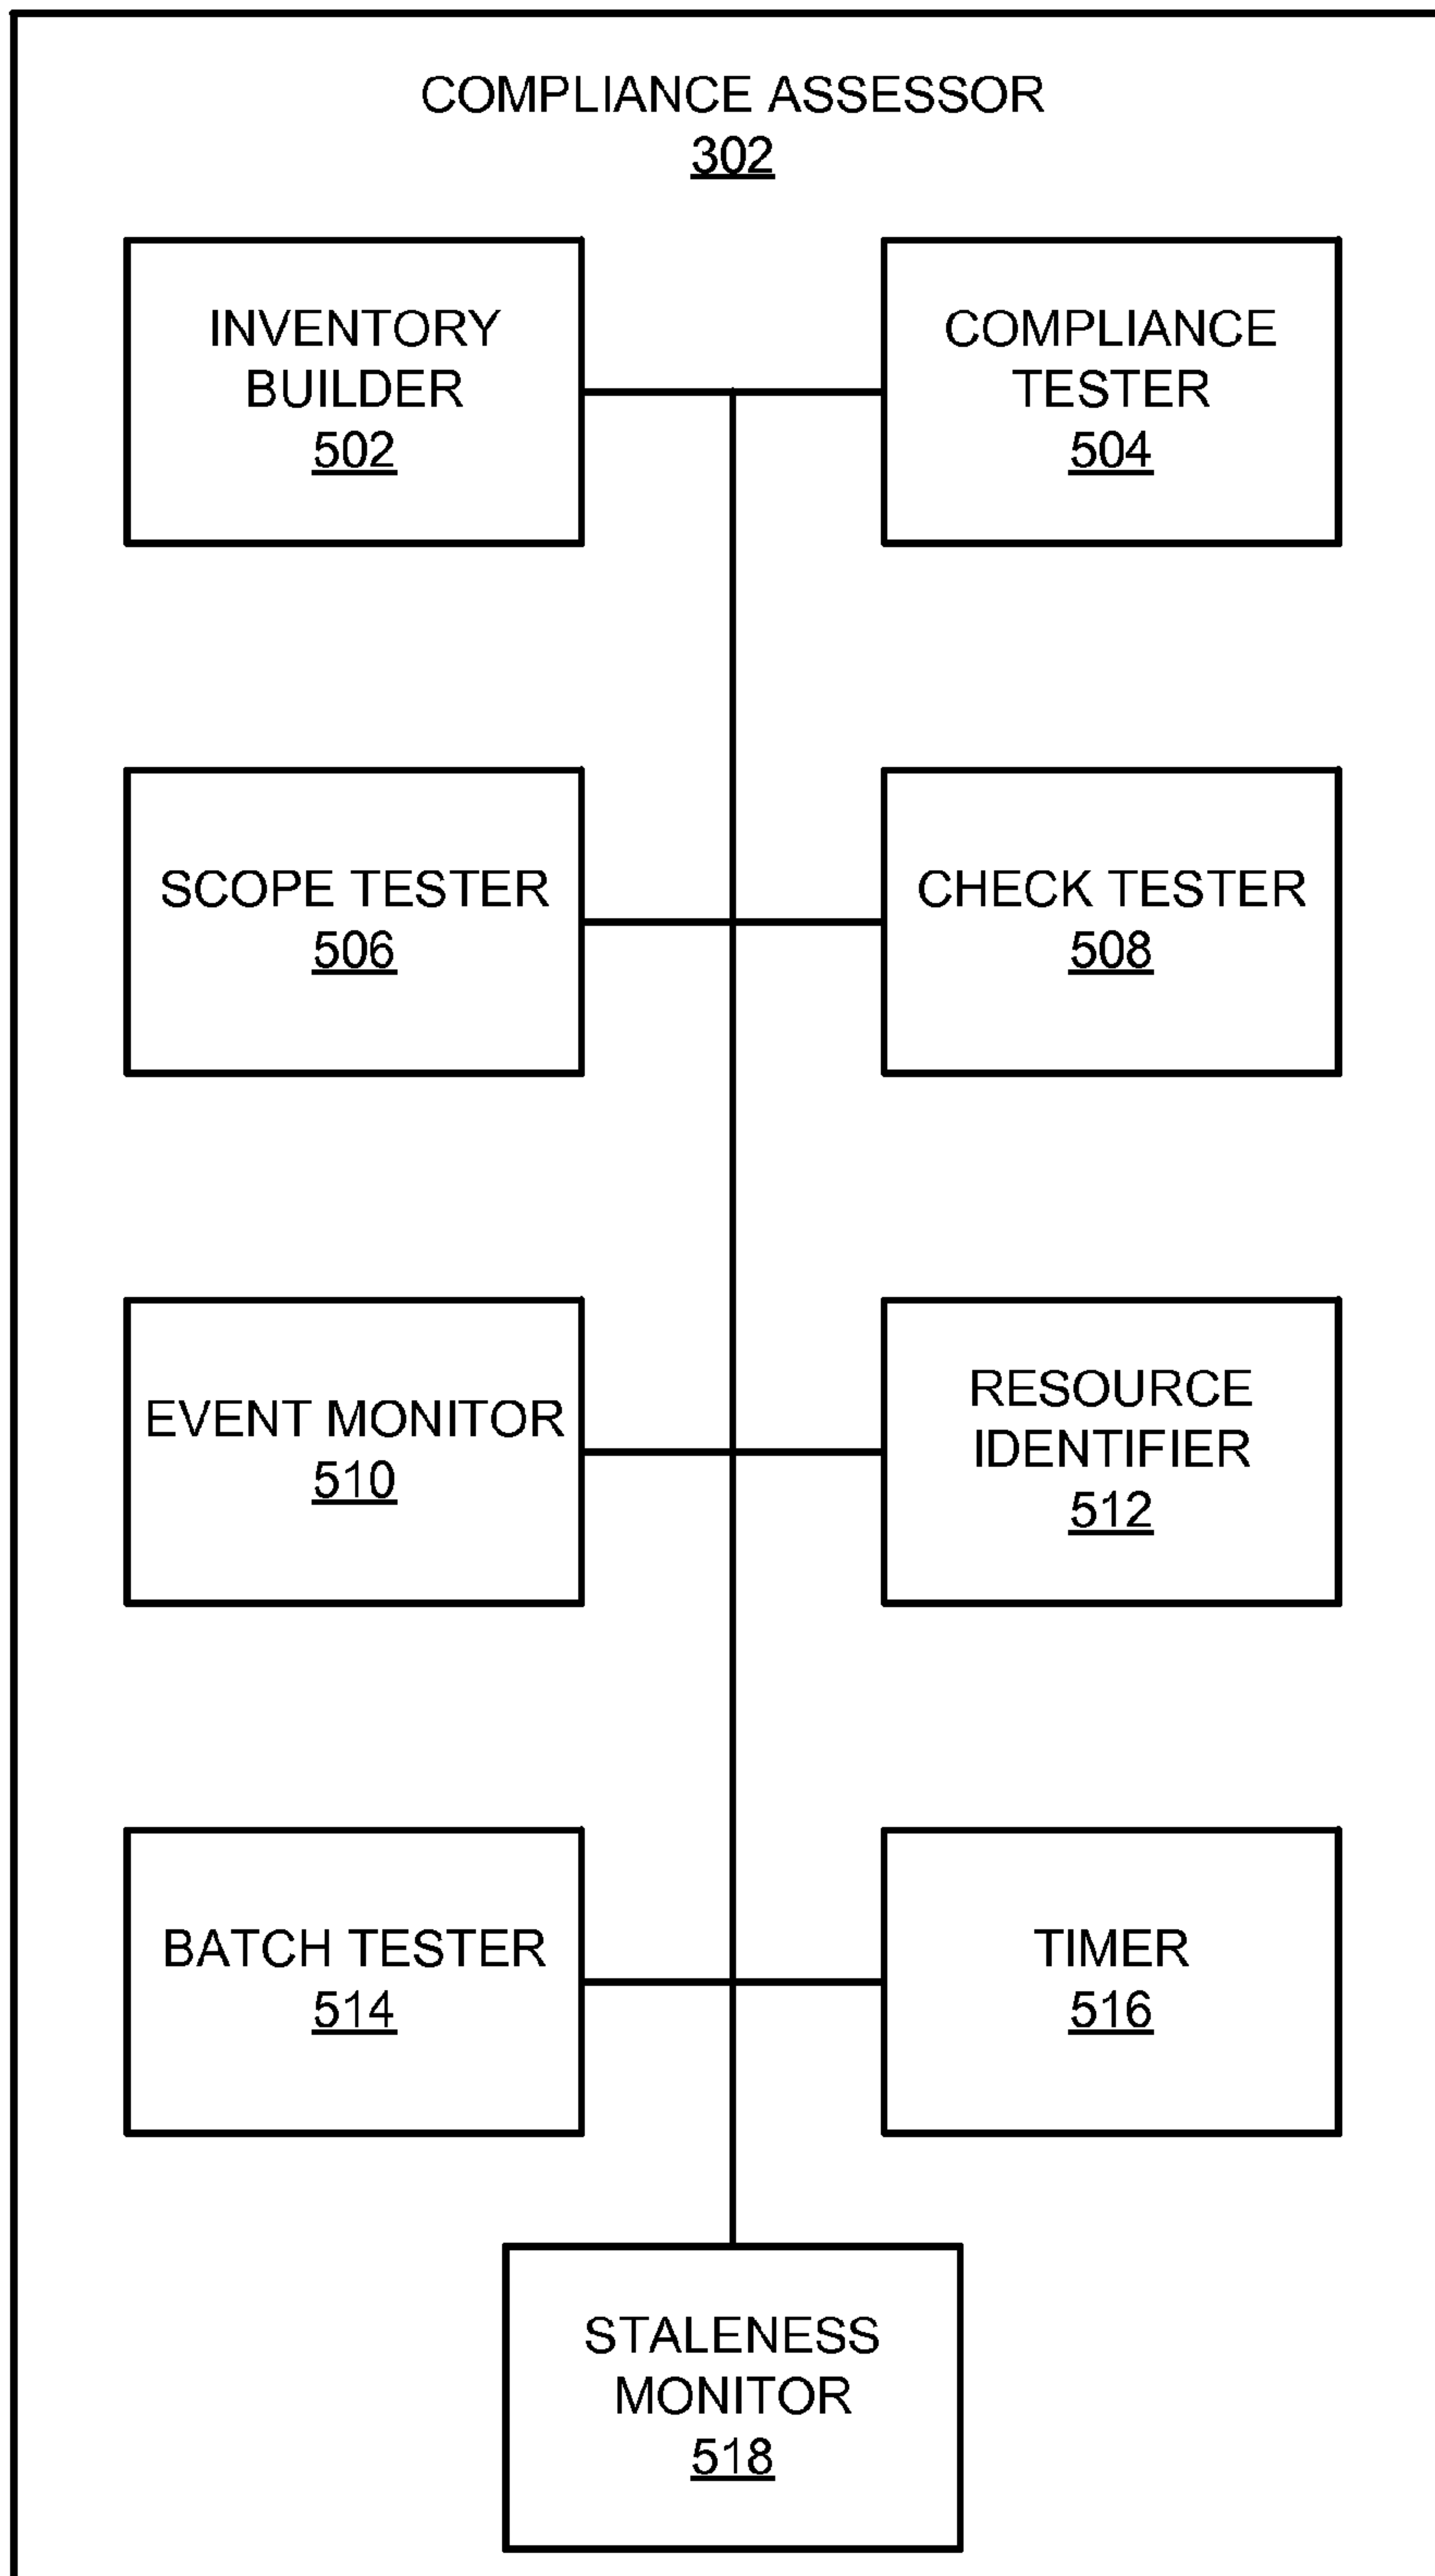 COMPLIANCE ASSESSOR
302
INVENTORY
BUILDER
502
COMPLIANCE
TESTER
504
SCOPE TESTER
506
CHECK TESTER
508
EVENT MONITOR
510
RESOURCE
IDENTIFIER
512
BATCH TESTER
514
TIMER
516
STALENESS
MONITOR
518